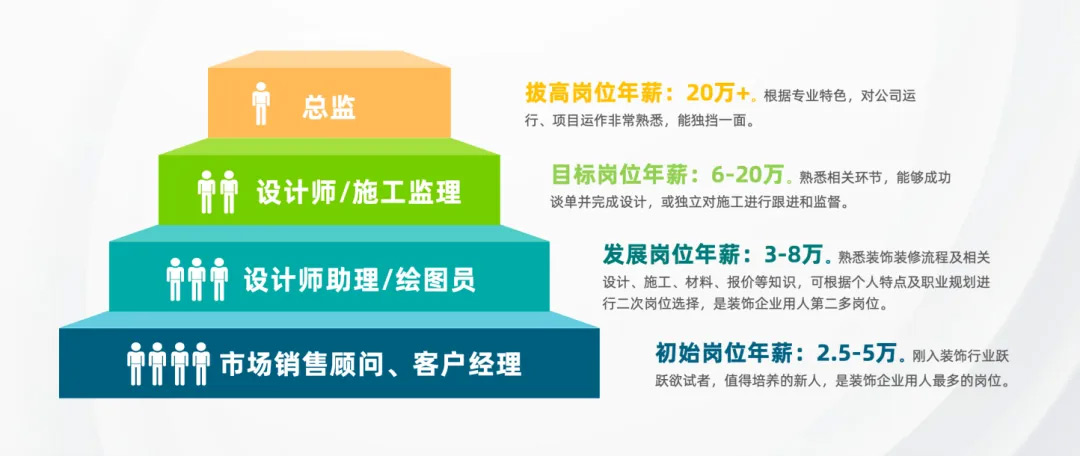 总监
拔高岗位年薪：20万+。根据专业特色，对公司运
行、项目运作非常熟悉，能独挡一面。
设计师/施工监理
目标岗位年薪：6-20万。熟悉相关环节，能够成功
谈单并完成设计，或独立对施工进行跟进和监督。
设计师助理/绘图员
发展岗位年薪：3-8万。熟悉装饰装修流程及相关
设计、施工、材料、报价等知识，可根据个人特点及职业规划进
行二次岗位选择，是装饰企业用人第二多岗位。
市场销售顾问、客户经理
初始岗位年薪：2.5-5万。刚入装饰行业跃
跃欲试者，值得培养的新人，是装饰企业用人最多的岗位。